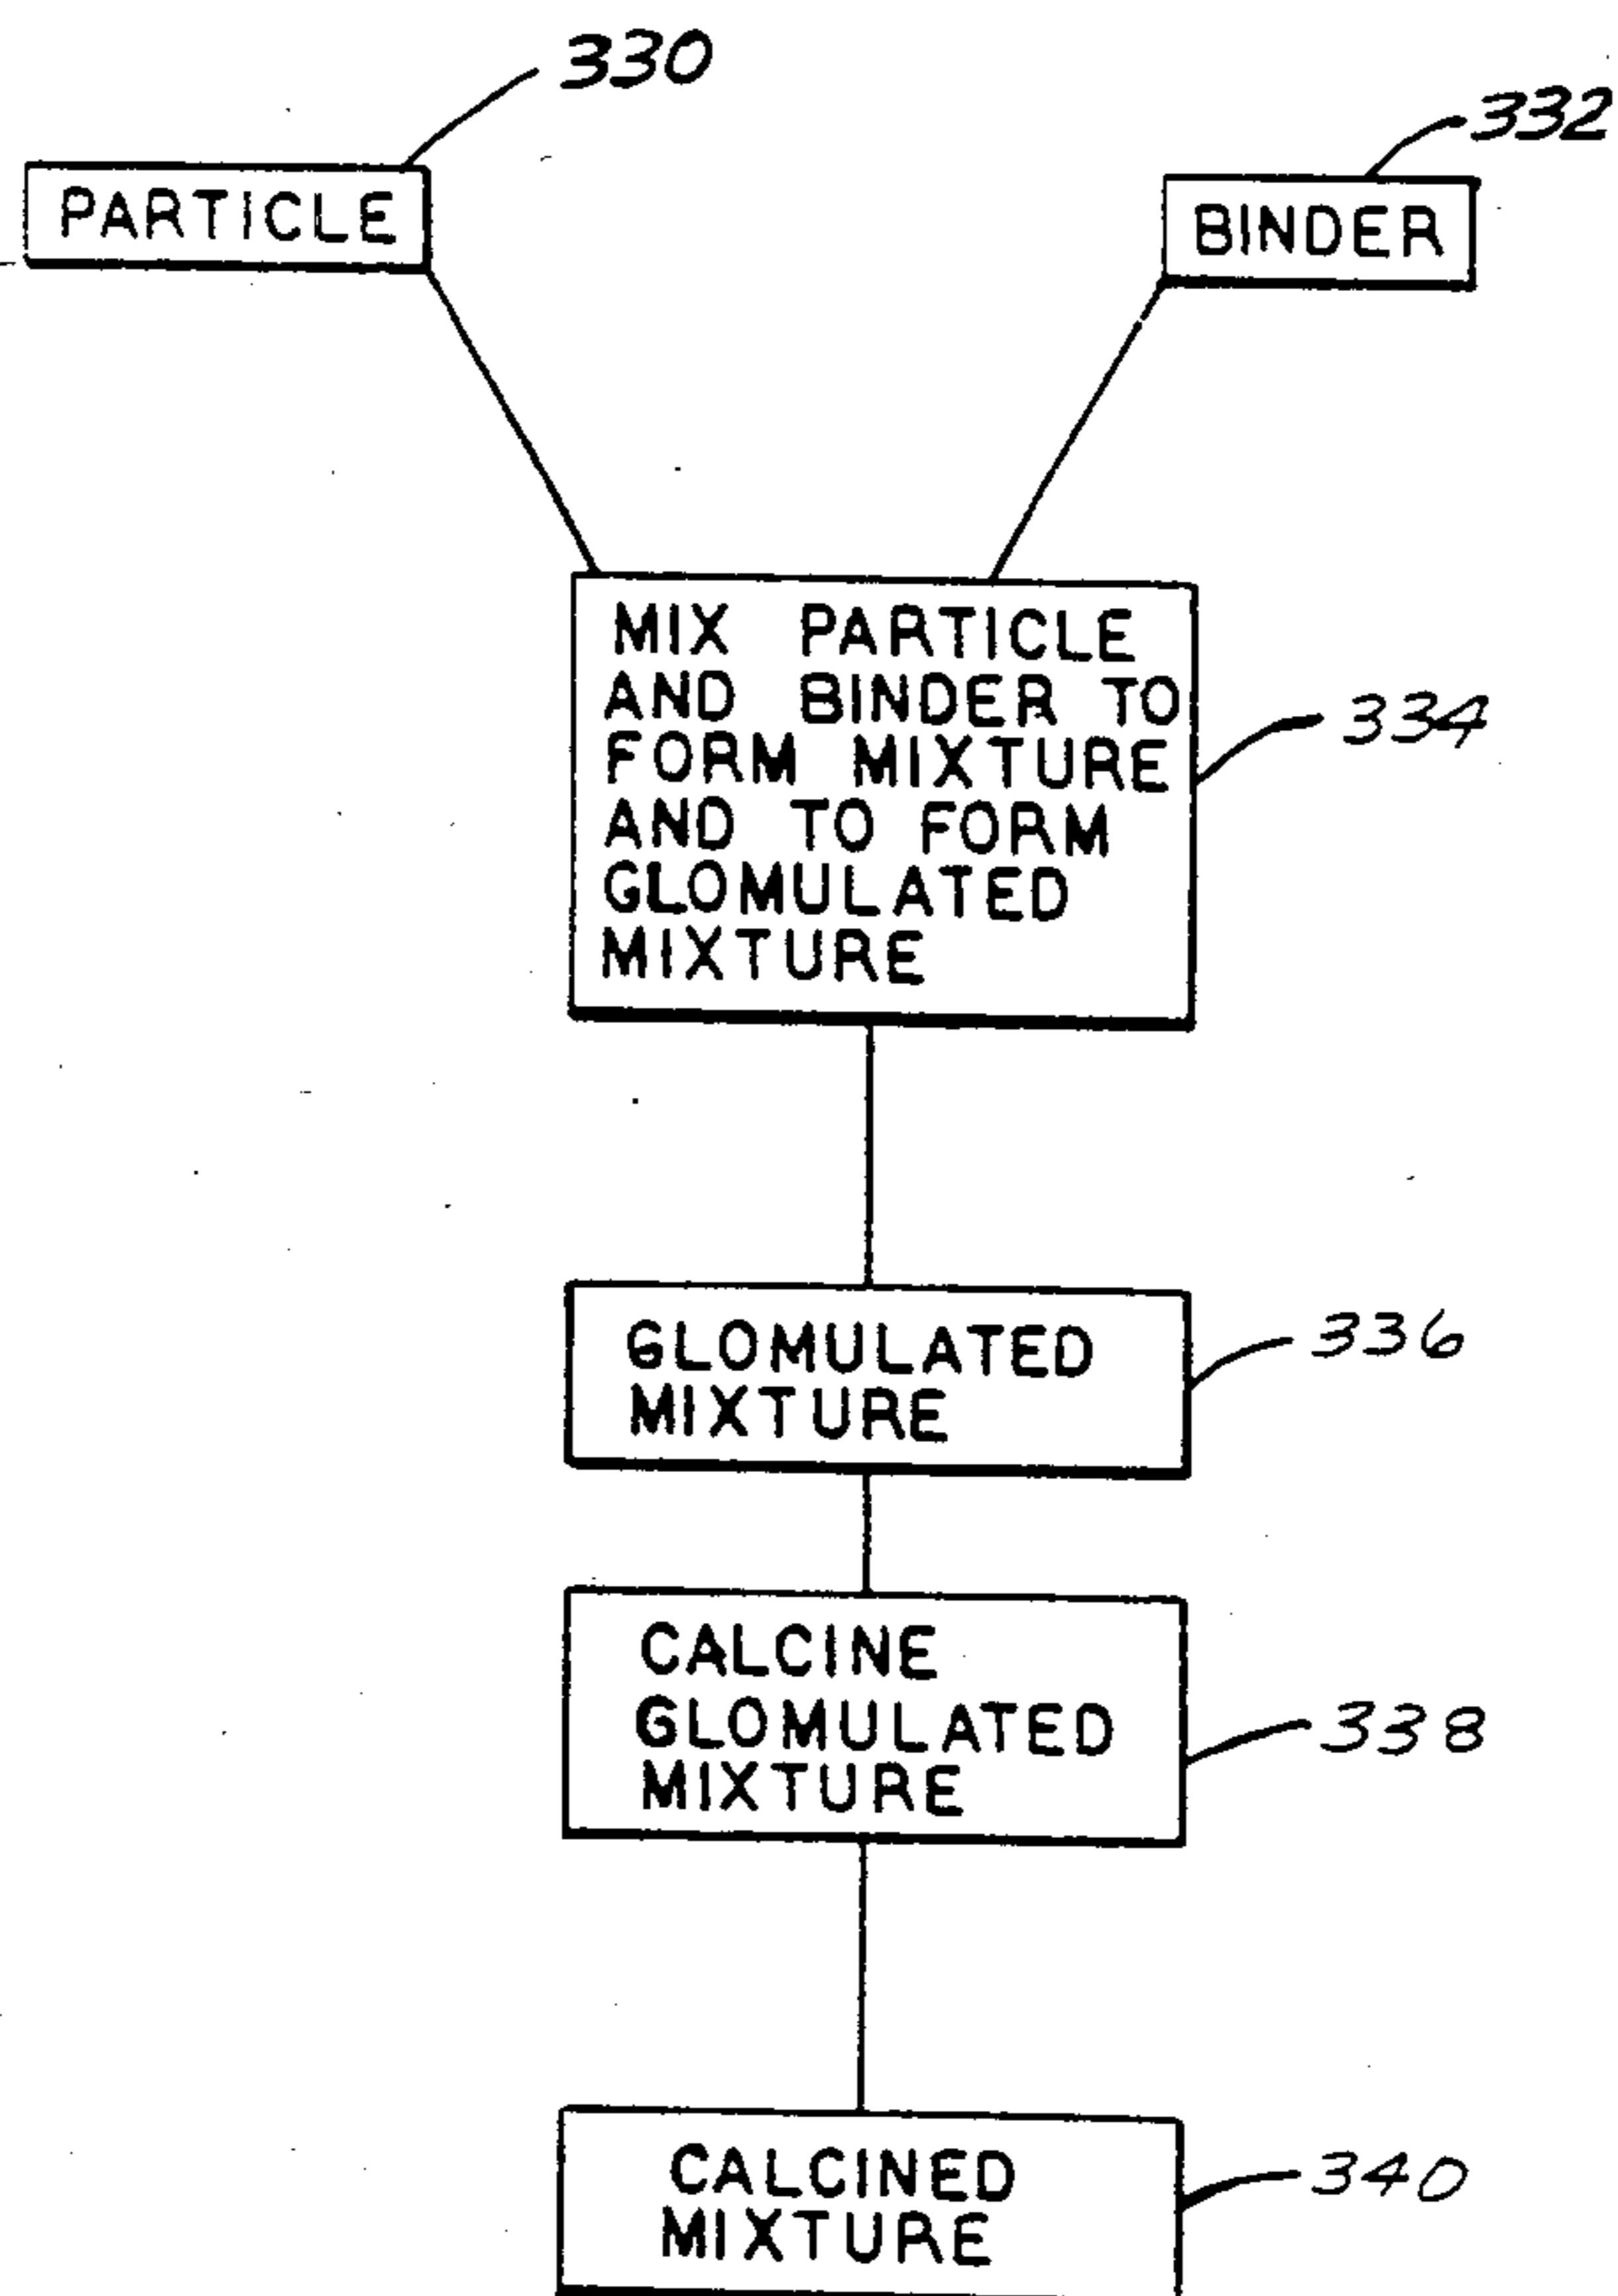 330
332
PARTICLE
BINDER
MIX PARTICLE
AND BINDER TO
FORM MIXTURE
AND TO FORM
GLOMULATED
MIXTURE
334
GLOMULATED
MIXTURE
336
CALCINE
GLOMULATED
MIXTURE
338
CALCINED
MIXTURE
340